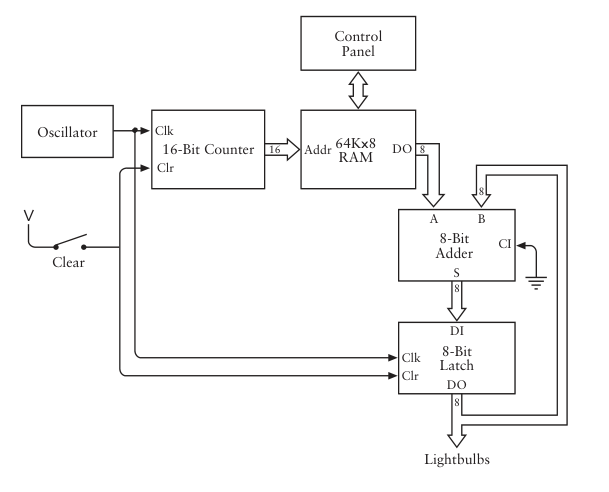 Control
Panel
Oscillator
Clk
16-Bit Counter
Clr
16
Addr
64Kx8
RAM
DO
8
8
V
Clear
A
B
8-Bit
Adder
CI
S
8
DI
Clk
8-Bit
Latch
Clr
DO
8
Lightbulbs